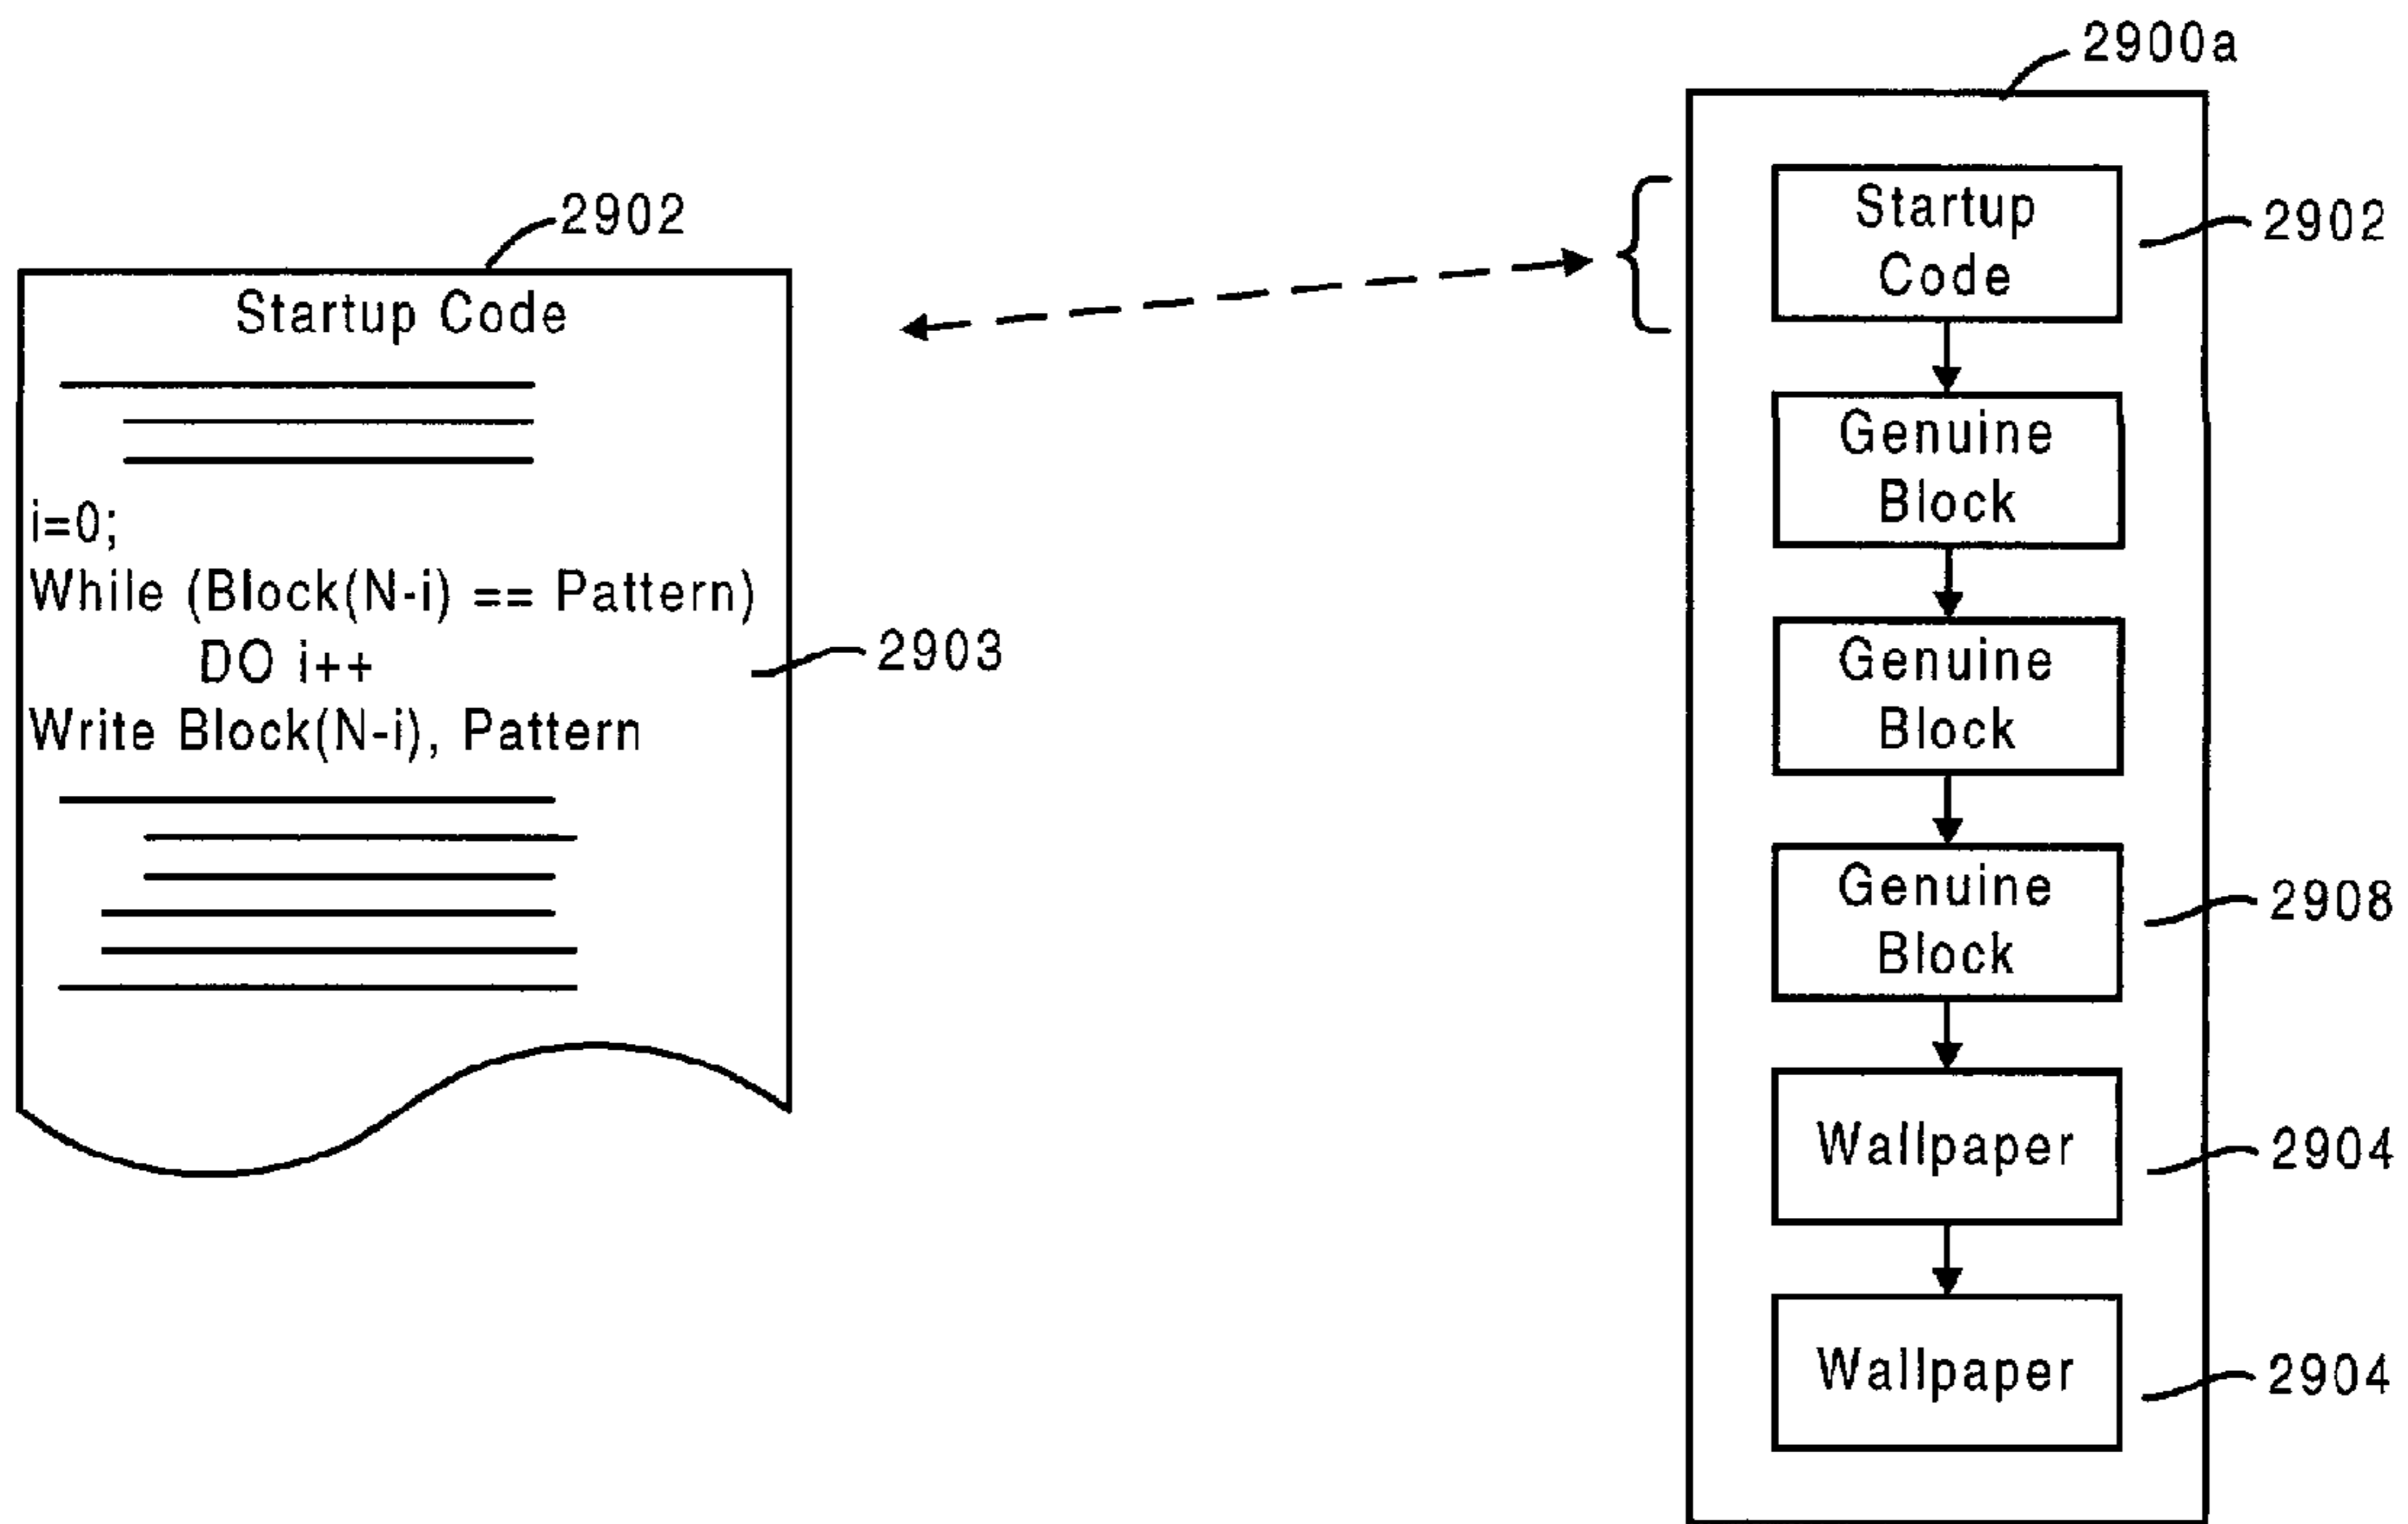 2902
Startup Code
i=0;
While (Block(N-i) == Pattern)
DO i++
Write Block(N-i), Pattern
2903
2900a
Startup
Code
2902
Genuine
Block
Genuine
Block
Genuine
Block
2908
Wallpaper
2904
Wallpaper
2904